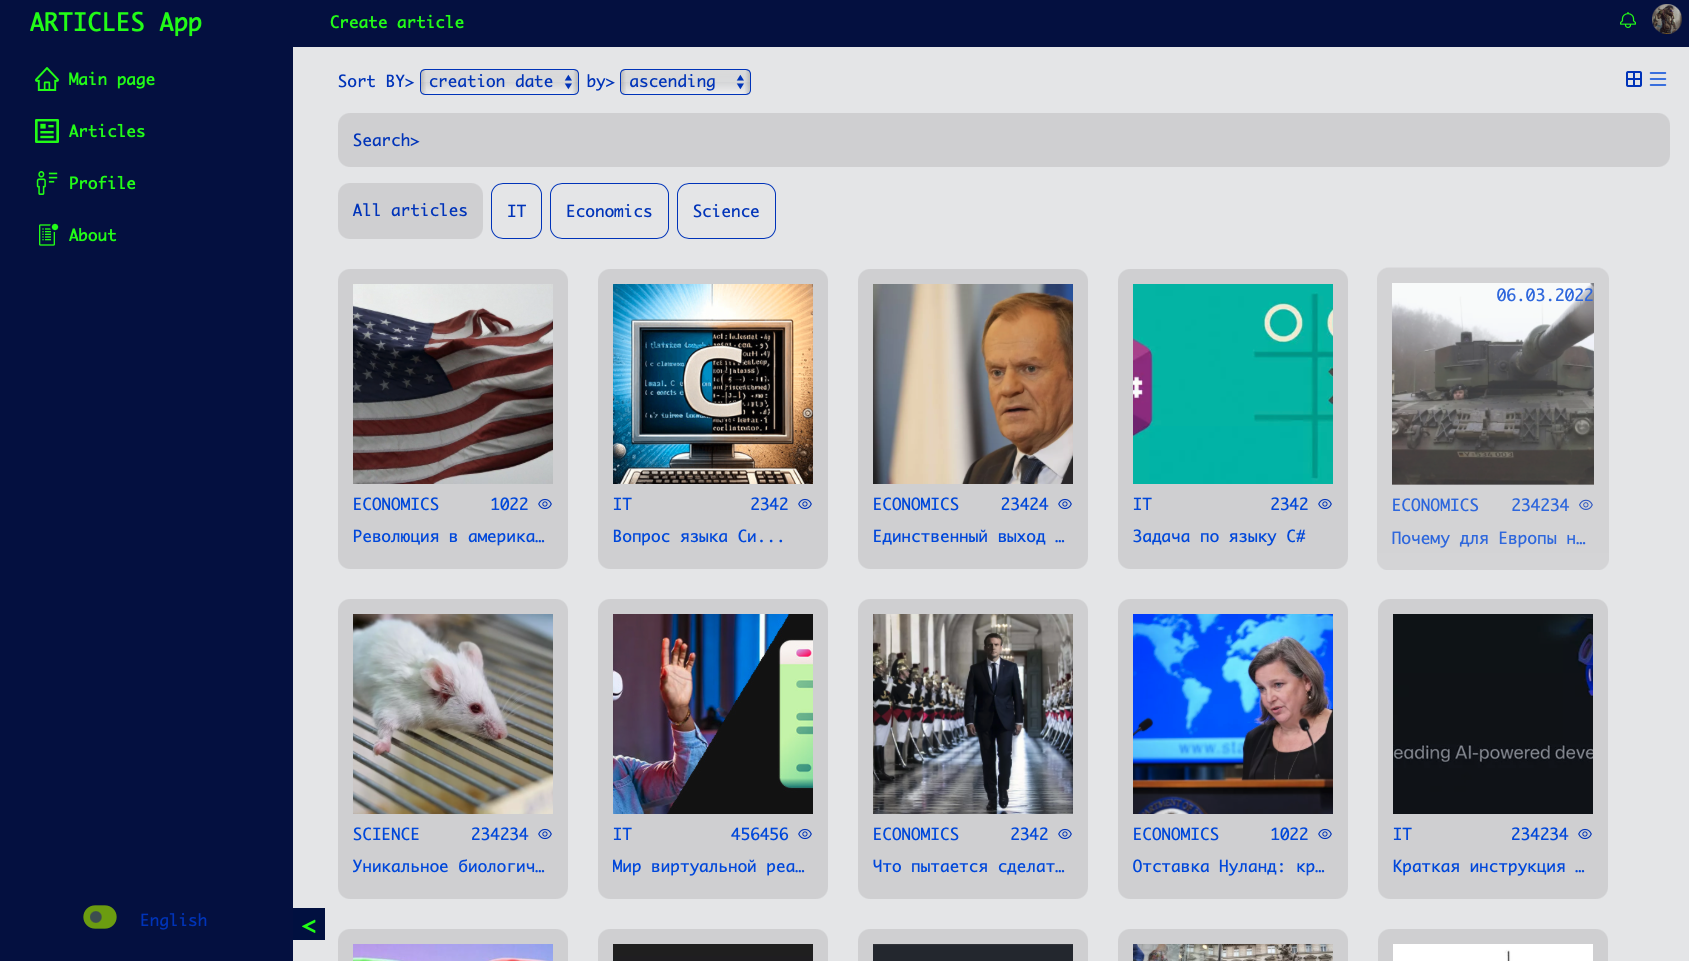 ARTICLES App
Create article
Main page
Articles
Profile
About
English
<
Sort BY> creation date by> ascending
Search>
All articles IT Economics Science
ECONOMICS 1022
Революция в америка…
C
IT 2342
Вопрос языка Си...
ECONOMICS 23424
Единственный выход …
#
IT 2342
Задача по языку C#
06.03.2022
ECONOMICS 234234
Почему для Европы н…
SCIENCE 234234
Уникальное биологич…
IT 456456
Мир виртуальной реа…
ECONOMICS 2342
Что пытается сделат…
www.sta
ECONOMICS 1022
Отставка Нуланд: кр…
eading AI-powered deve
IT 234234
Краткая инструкция …